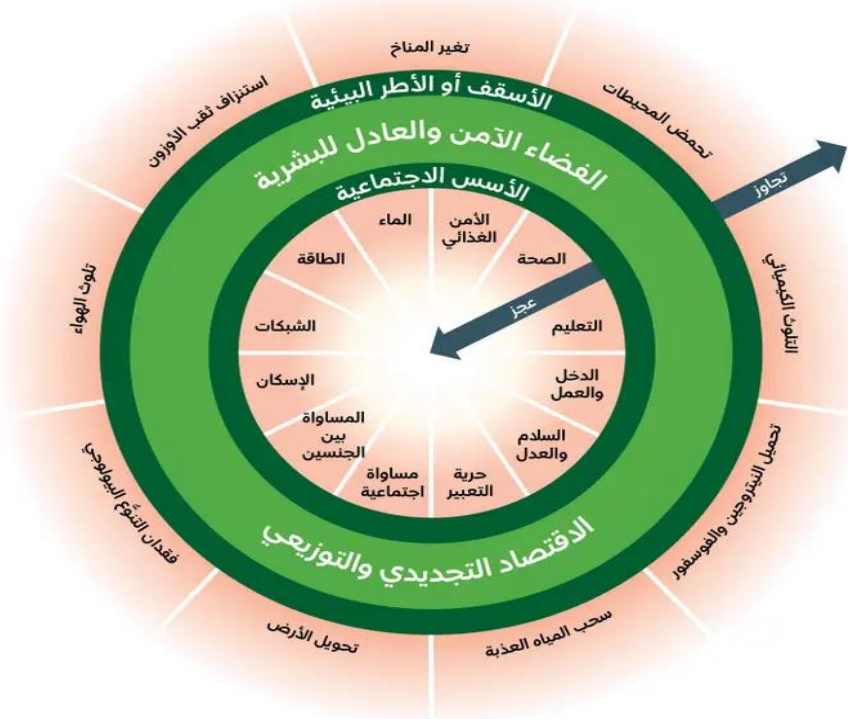 تغير المناخ
تحمض المحيطات
التلوث الكيميائي
تحميل النيتروجين والفوسفور
سحب المياه العذبة
تحويل الأرض
فقدان التنوُّع البيولوجي
تلوث الهواء
استنزاف ثقب الأوزون
الأسقف أو الأطر البيئية
الفضاء الآمن والعادل للبشرية
الأسس الاجتماعية
تجاوز
عجز
الأمن
الغذائي
الصحة
التعليم
الدخل
والعمل
السلام
والعدل
حرية
التعبير
مساواة
اجتماعية
المساواة
بين
الجنسين
الإسكان
الشبكات
الطاقة
الماء
الاقتصاد التجديدي والتوزيعي